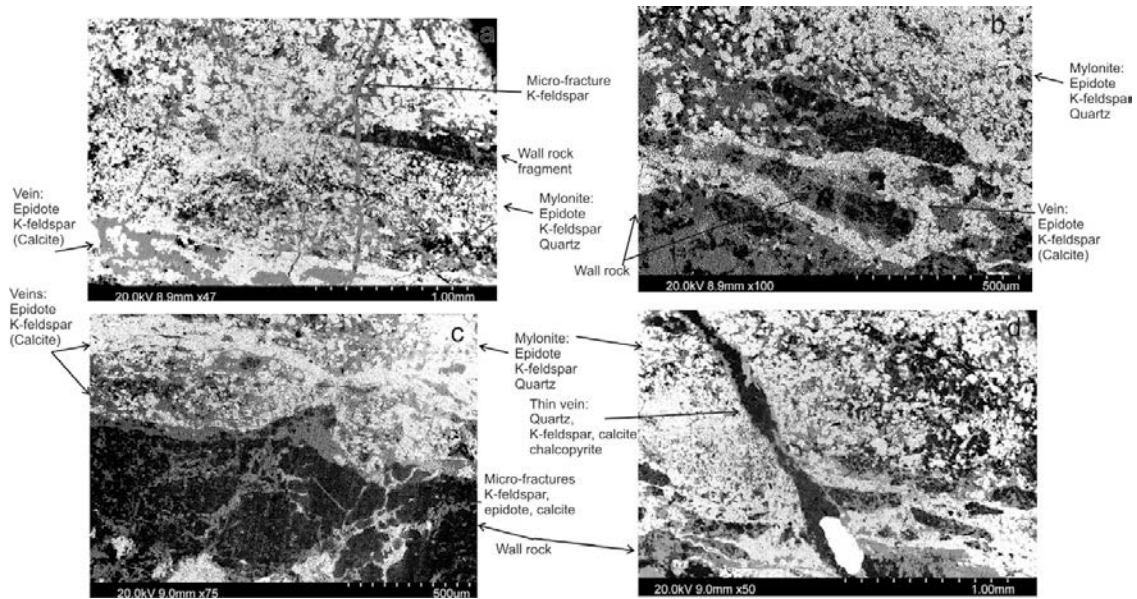 a
Micro-fracture
K-feldspar
Wall rock
fragment
Mylonite:
Epidote
K-feldspar
Quartz
Vein:
Epidote
K-feldspar
(Calcite)
20.0kV 8.9mm x47
1.00mm
b
Mylonite:
Epidote
K-feldspar
Quartz
Vein:
Epidote
K-feldspar
(Calcite)
Wall rock
20.0kV 8.9mm x100
500um
Veins:
Epidote
K-feldspar
(Calcite)
c
Mylonite:
Epidote
K-feldspar
Quartz
Thin vein:
Quartz,
K-feldspar, calcite
chalcopyrite
Micro-fractures
K-feldspar,
epidote, calcite
Wall rock
20.0kV 9.0mm x75
500um
d
20.0kV 9.0mm x50
1.00mm